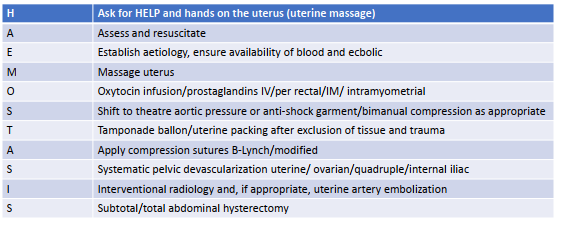 H Ask for HELP and hands on the uterus (uterine massage)
A Assess and resuscitate
E Establish aetiology, ensure availability of blood and ecbolic
M Massage uterus
O Oxytocin infusion/prostaglandins IV/per rectal/IM/ intramyometrial
S Shift to theatre aortic pressure or anti-shock garment/bimanual compression as appropriate
T Tamponade ballon/uterine packing after exclusion of tissue and trauma
A Apply compression sutures B-Lynch/modified
S Systematic pelvic devascularization uterine/ ovarian/quadruple/internal iliac
I Interventional radiology and, if appropriate, uterine artery embolization
S Subtotal/total abdominal hysterectomy